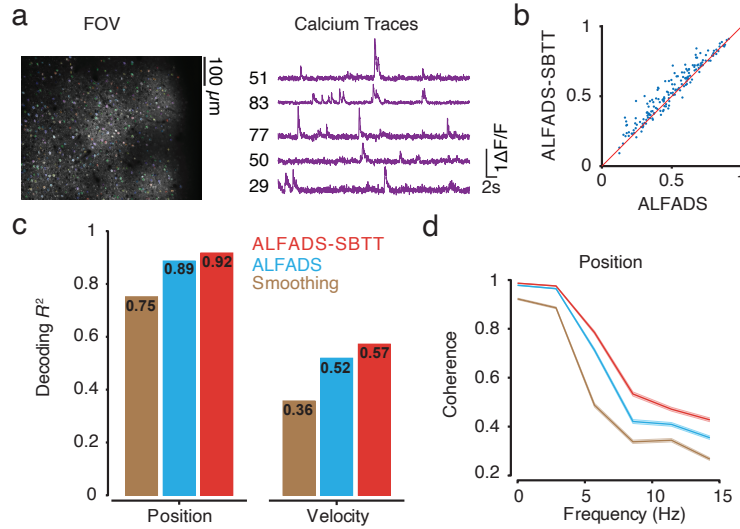 a
FOV
100 μm
Calcium Traces
51
83
77
50
29
1ΔF/F
2s
b
ALFADS-SBTT
1
0.5
0
0
0.5
1
ALFADS
c
ALFADS-SBTT
ALFADS
Smoothing
Decoding R²
1
0.8
0.6
0.4
0.2
0
0.75
0.89
0.92
0.36
0.52
0.57
Position
Velocity
d
Position
Coherence
1
0.8
0.6
0.4
0.2
0
5
10
15
Frequency (Hz)